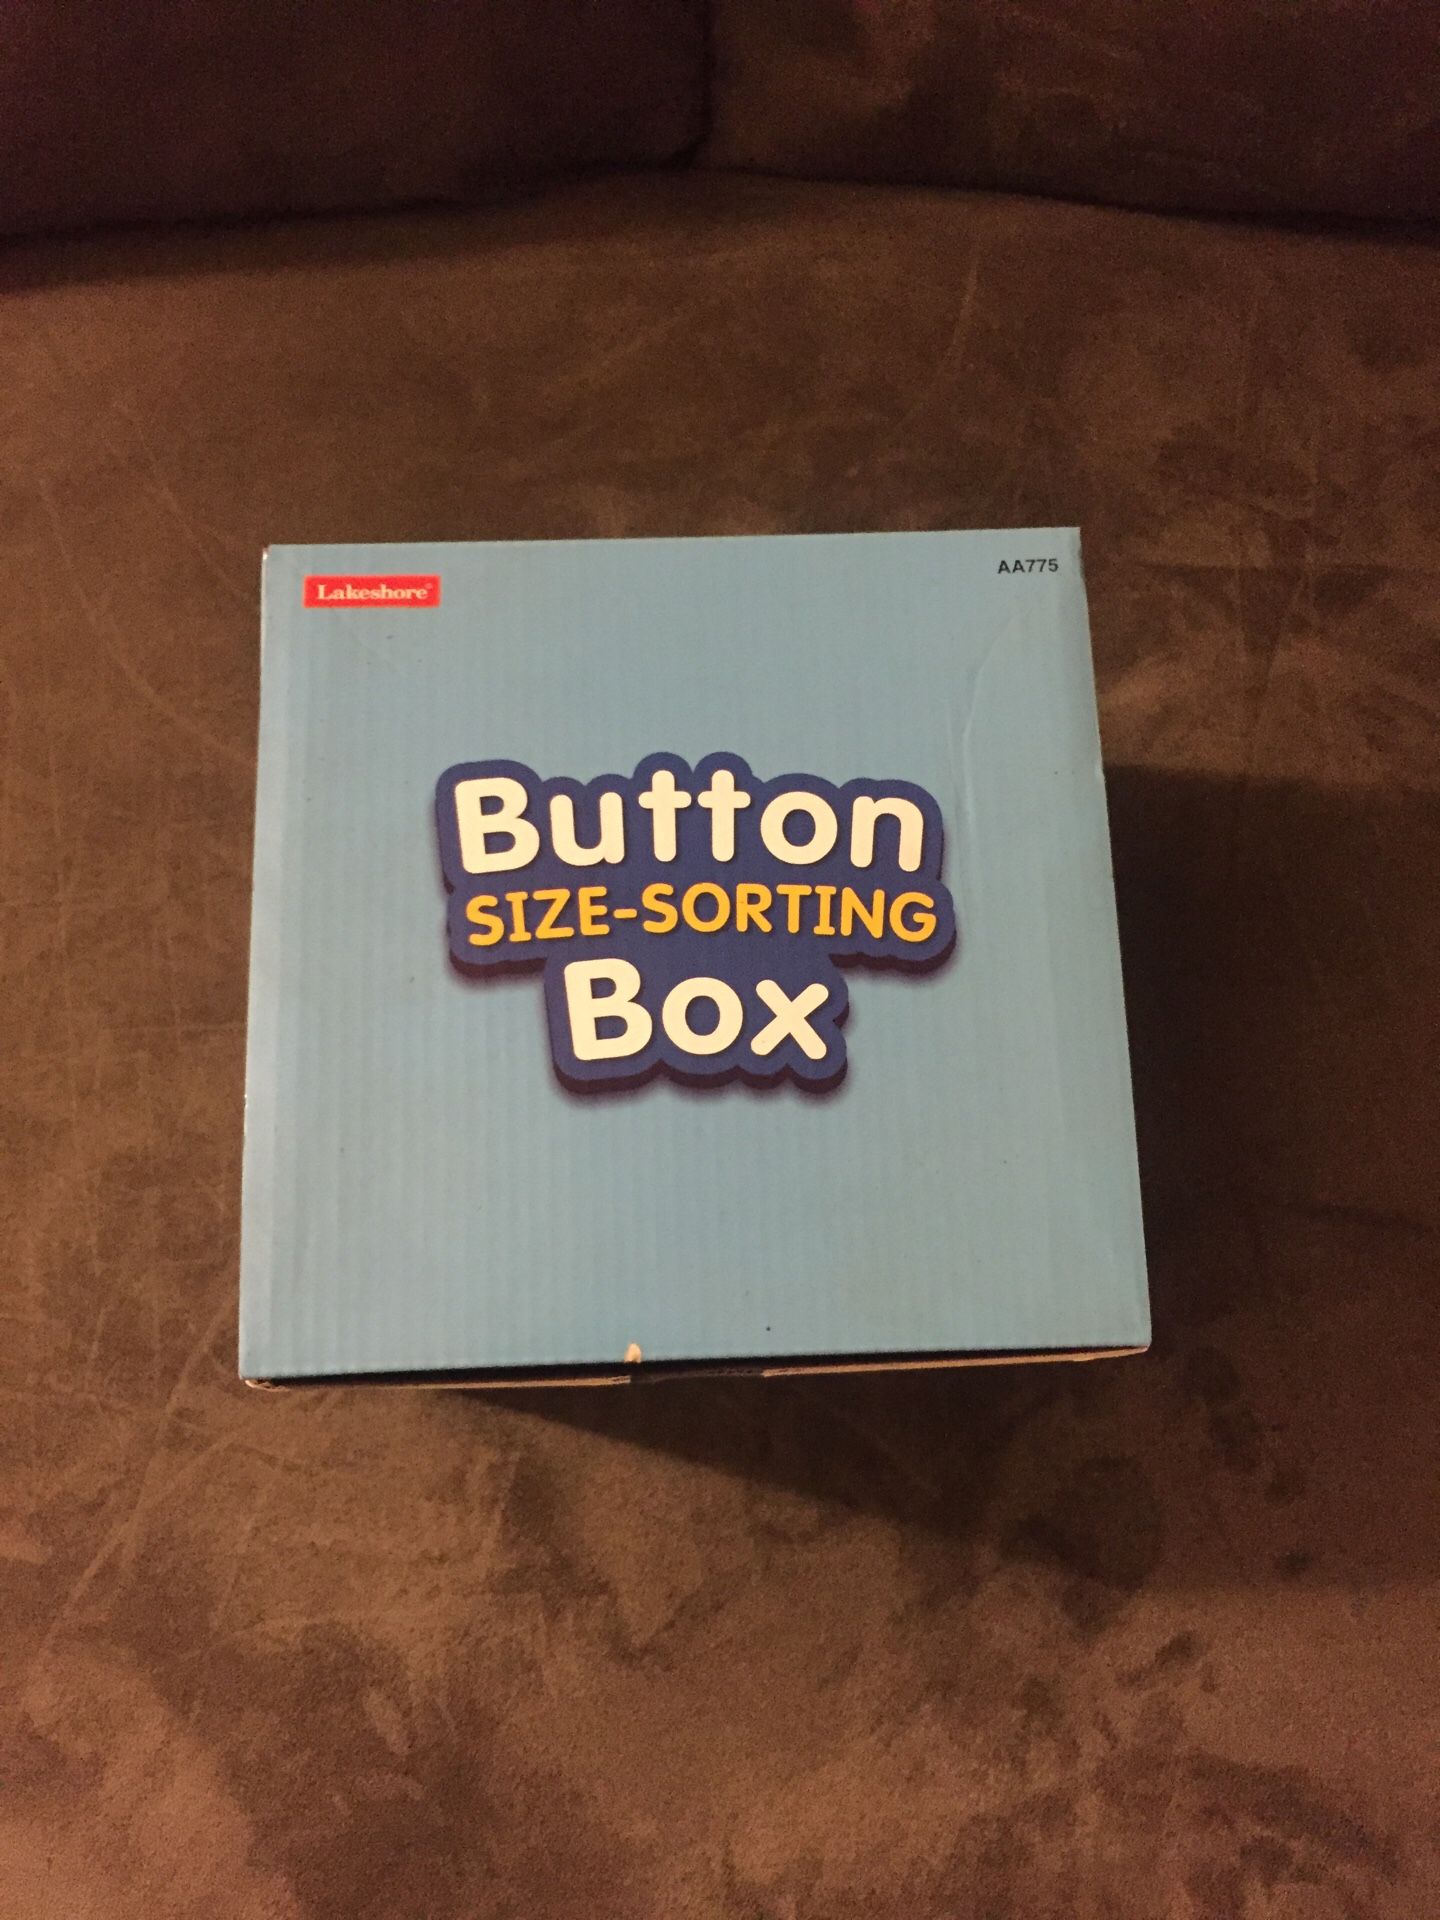 Lakeshore®
AA775
Button
SIZE-SORTING
Box